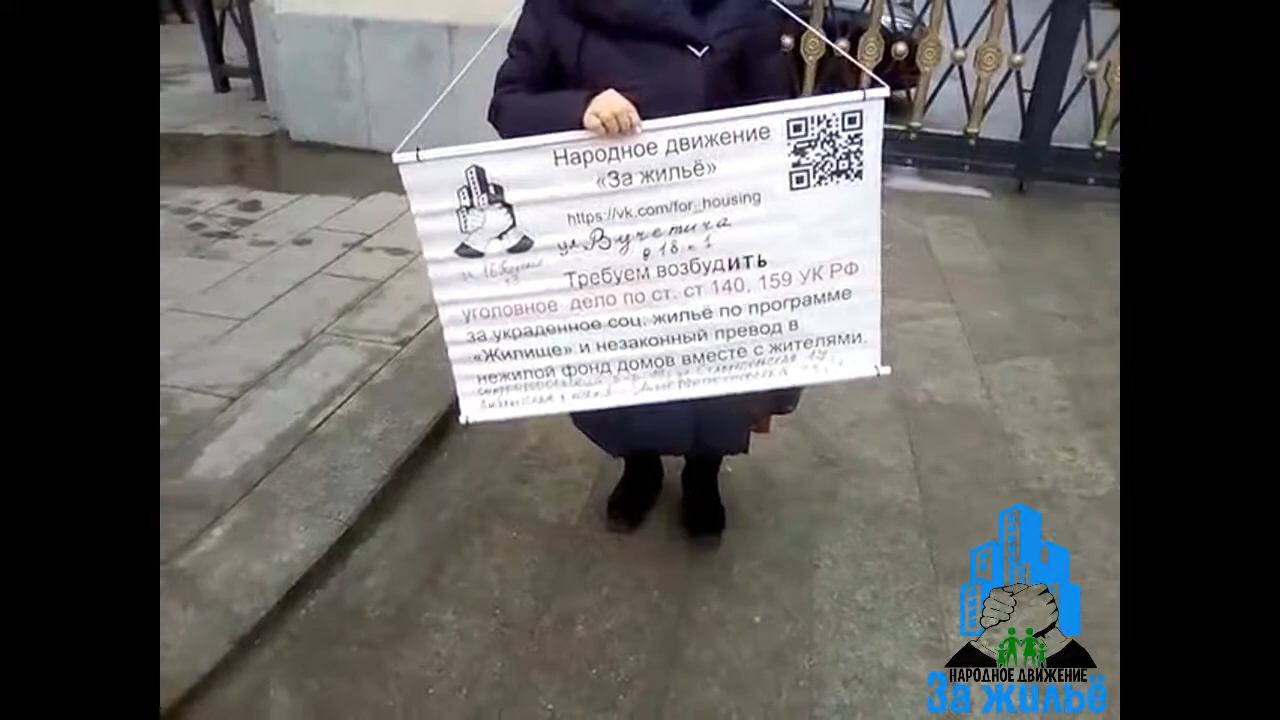 Народное движение
«За жильё»
https://vk.com/for_housing
ул Вучетича
д 18 к 1
Требуем возбудить
уголовное дело по ст. ст 140, 159 УК РФ
за украденное соц. жильё по программе
«Жилище» и незаконный превод в
нежилой фонд домов вместе с жителями.
НАРОДНОЕ ДВИЖЕНИЕ
За жильё